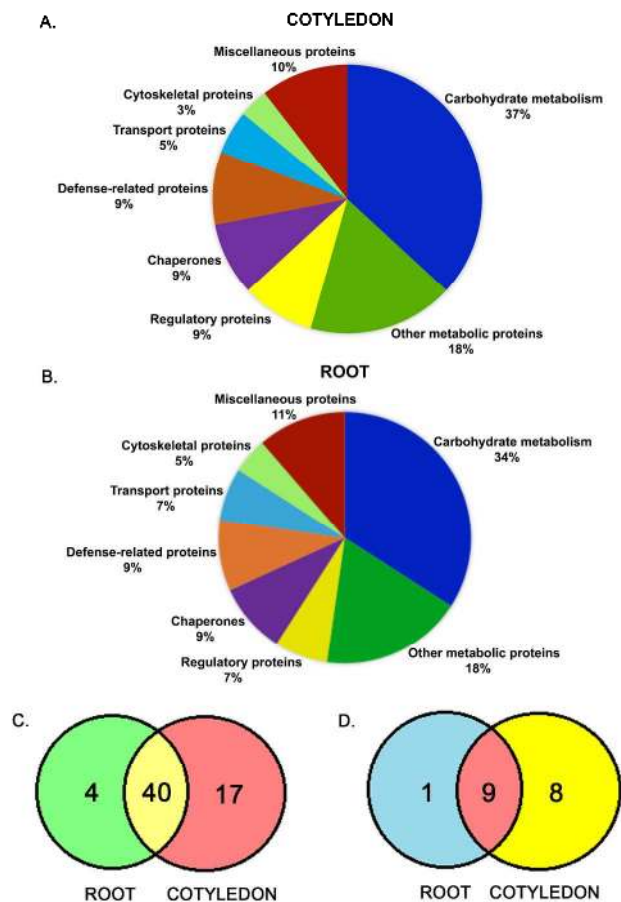 A.
COTYLEDON
Miscellaneous proteins
10%
Cytoskeletal proteins
3%
Transport proteins
5%
Defense-related proteins
9%
Chaperones
9%
Regulatory proteins
9%
Carbohydrate metabolism
37%
Other metabolic proteins
18%
B.
ROOT
Miscellaneous proteins
11%
Cytoskeletal proteins
5%
Transport proteins
7%
Defense-related proteins
9%
Chaperones
9%
Regulatory proteins
7%
Carbohydrate metabolism
34%
Other metabolic proteins
18%
C.
4 40 17
ROOT COTYLEDON
D.
1 9 8
ROOT COTYLEDON